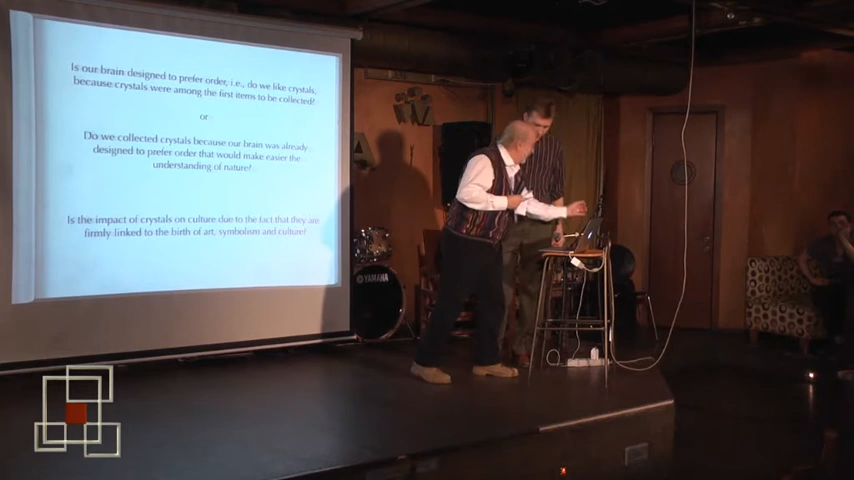 Is our brain designed to prefer order, i.e., do we like crystals,
because crystals were among the first items to be collected?
or
Do we collected crystals because our brain was already
designed to prefer order that would make easier the
understanding of nature?
Is the impact of crystals on culture due to the fact that they are
firmly linked to the birth of art, symbolism and culture?
YAMAHA